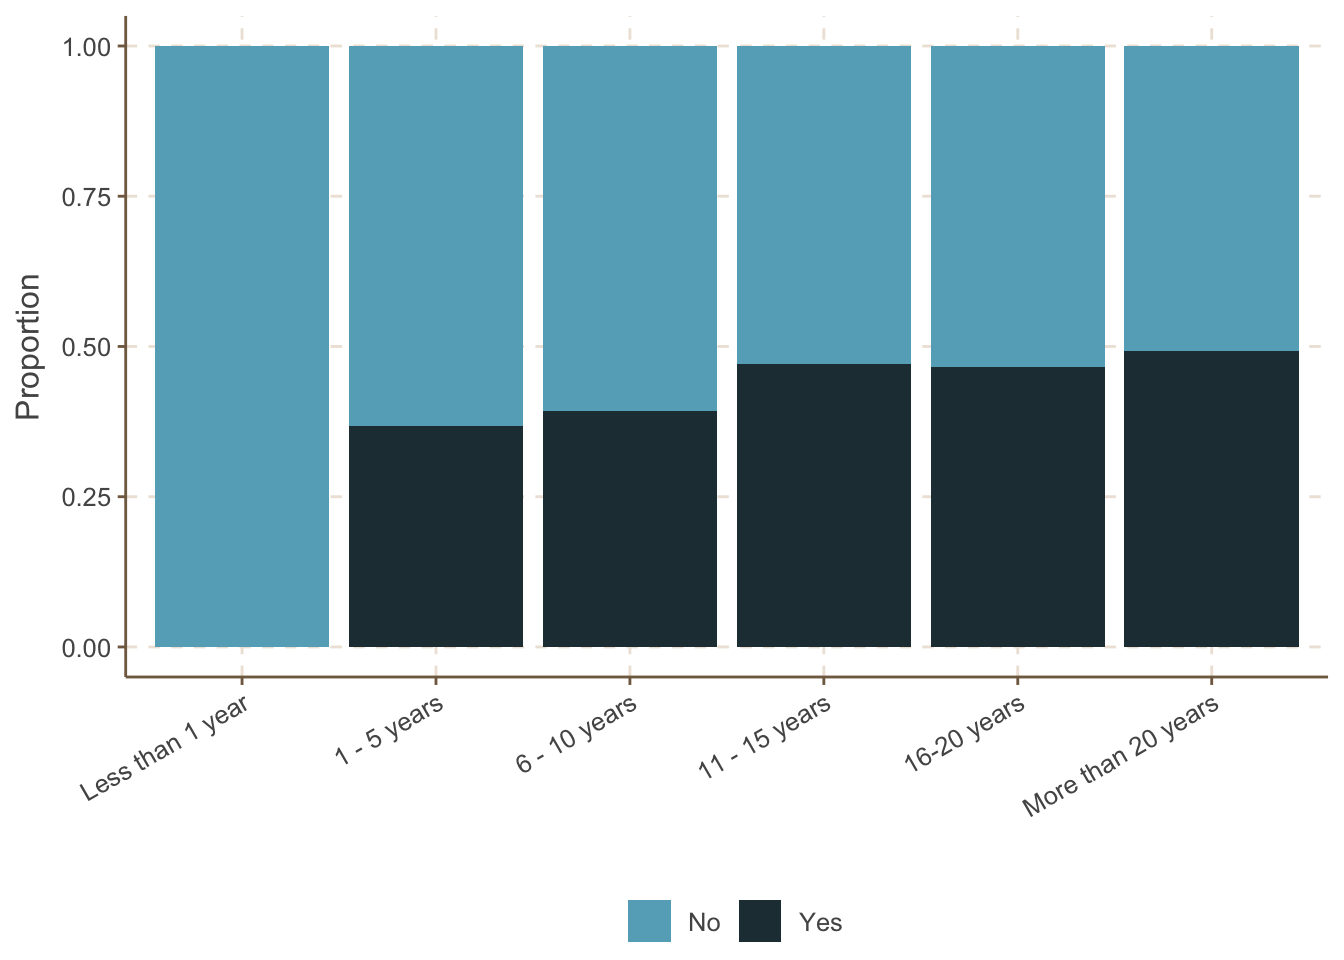 Proportion
1.00
0.75
0.50
0.25
0.00
Less than 1 year
1 - 5 years
6 - 10 years
11 - 15 years
16-20 years
More than 20 years
No
Yes